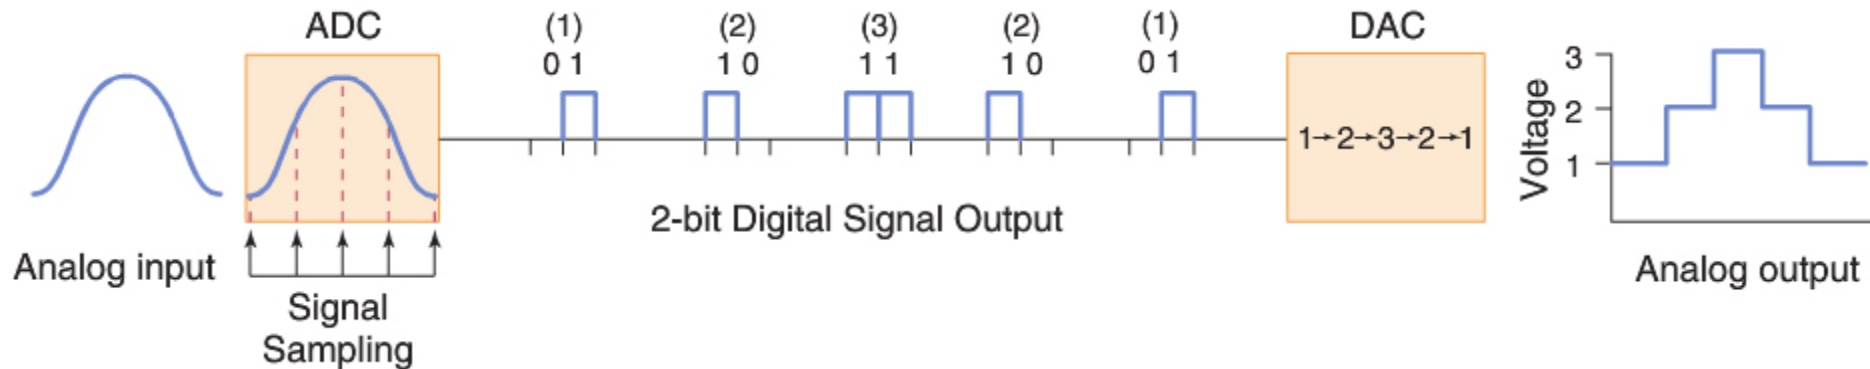 ADC
(1)
0 1
(2)
1 0
(3)
1 1
(2)
1 0
(1)
0 1
DAC
1→2→3→2→1
Voltage
3
2
1
2-bit Digital Signal Output
Analog input
Signal
Sampling
Analog output